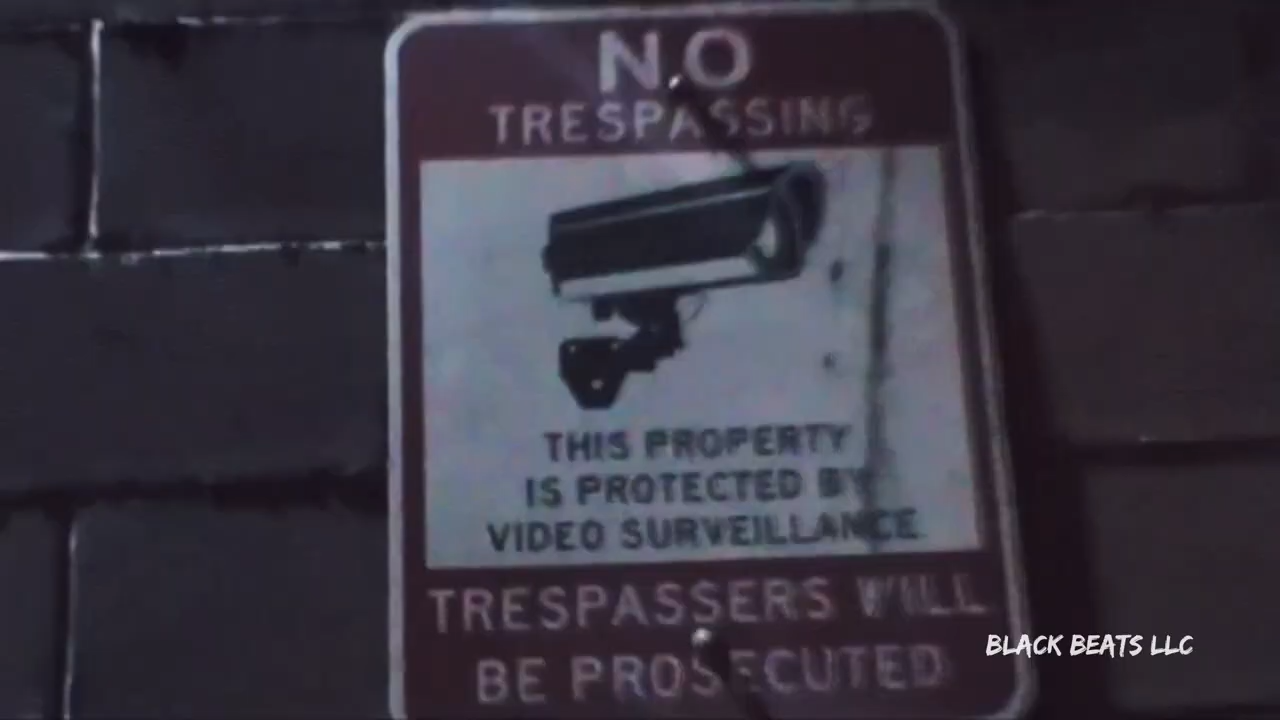 NO
TRESPASSING
THIS PROPERTY
IS PROTECTED BY
VIDEO SURVEILLANCE
TRESPASSERS WILL
BE PROSECUTED
BLACK BEATS LLC